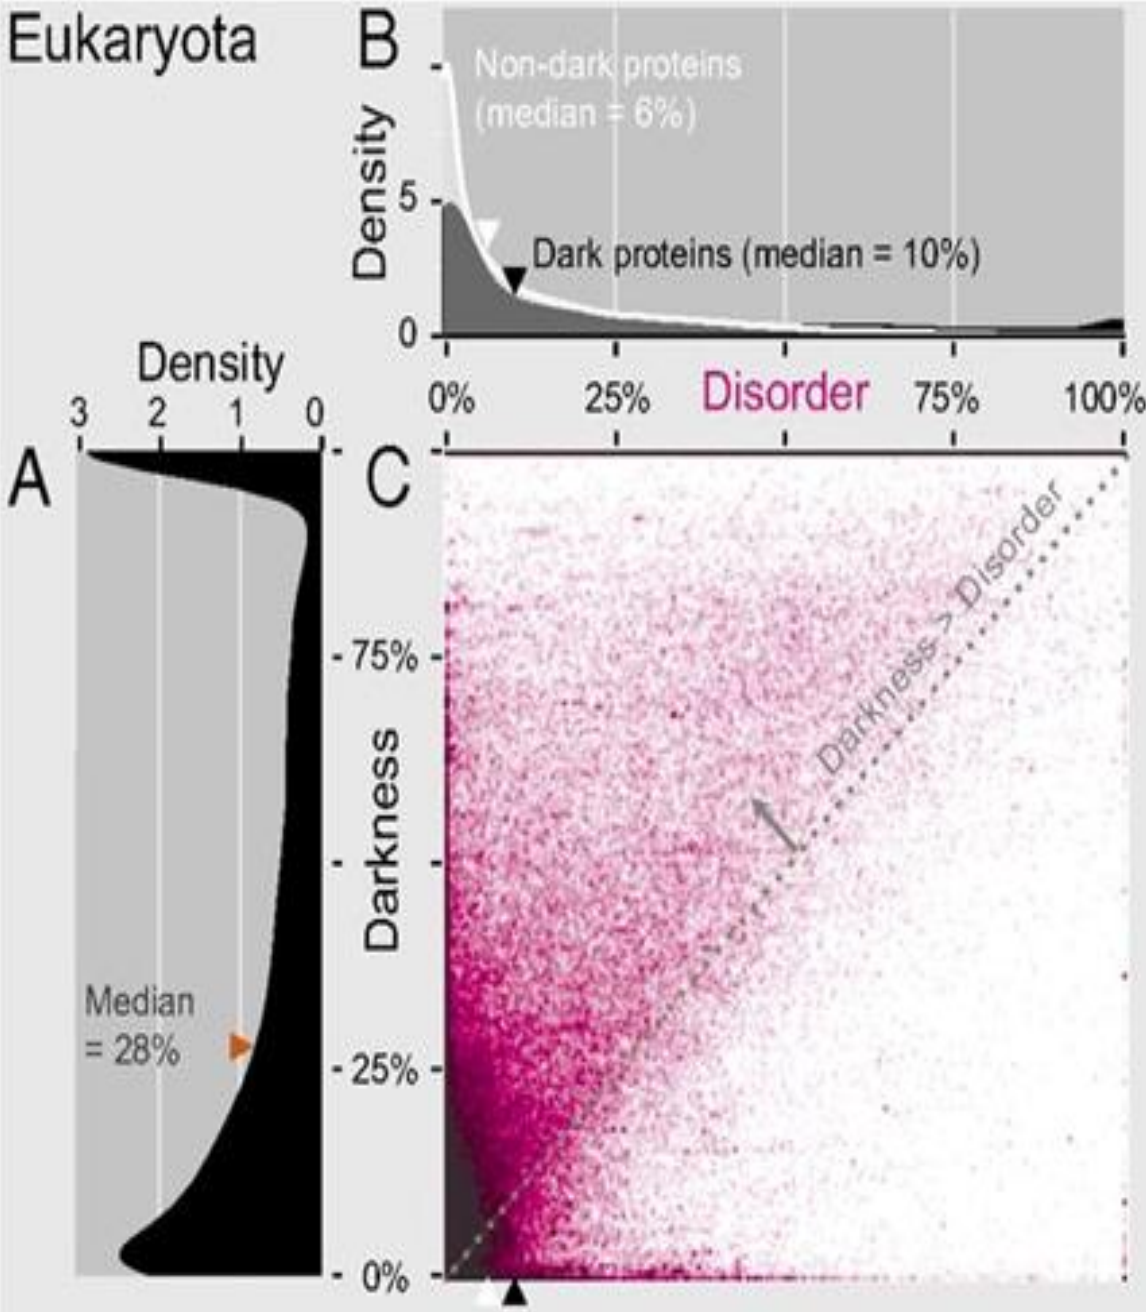 Eukaryota
B
Non-dark proteins
(median = 6%)
Density
5
Dark proteins (median = 10%)
0
0% 25% Disorder 75% 100%
Density
3 2 1 0
A
C
Darkness > Disorder
75%
Darkness
Median
= 28%
25%
0%